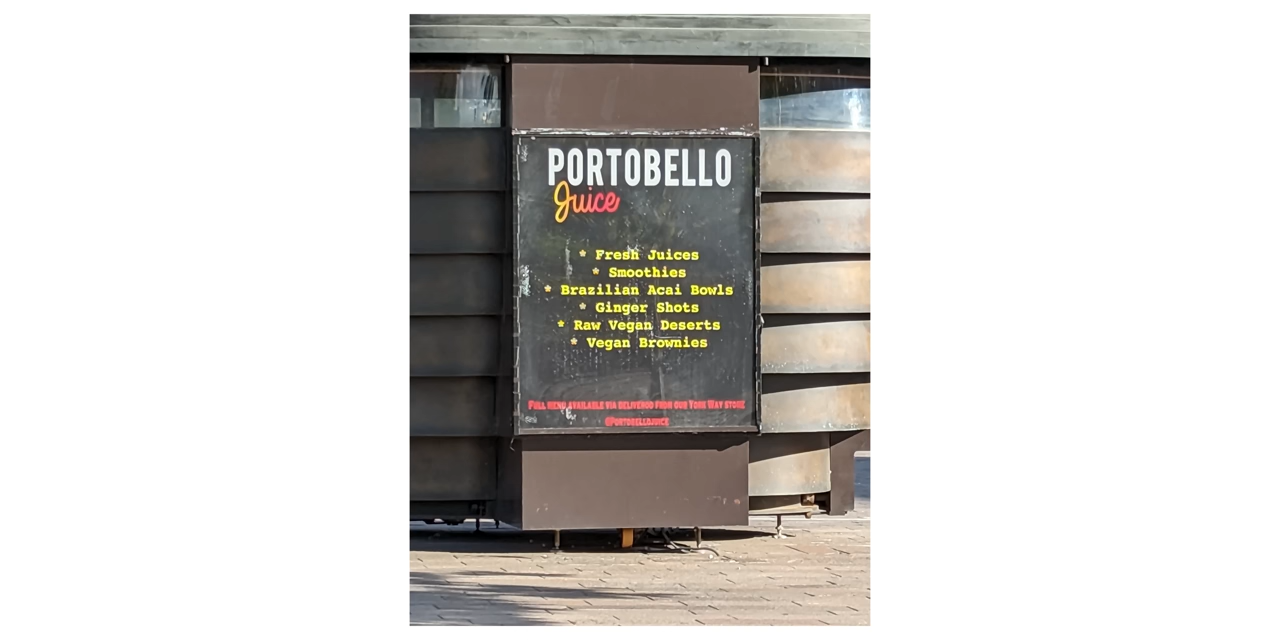 PORTOBELLO
Juice
* Fresh Juices
* Smoothies
* Brazilian Acai Bowls
* Ginger Shots
* Raw Vegan Deserts
* Vegan Brownies
Full menu available via deliveroo from our York Way store
@Portobellojuice